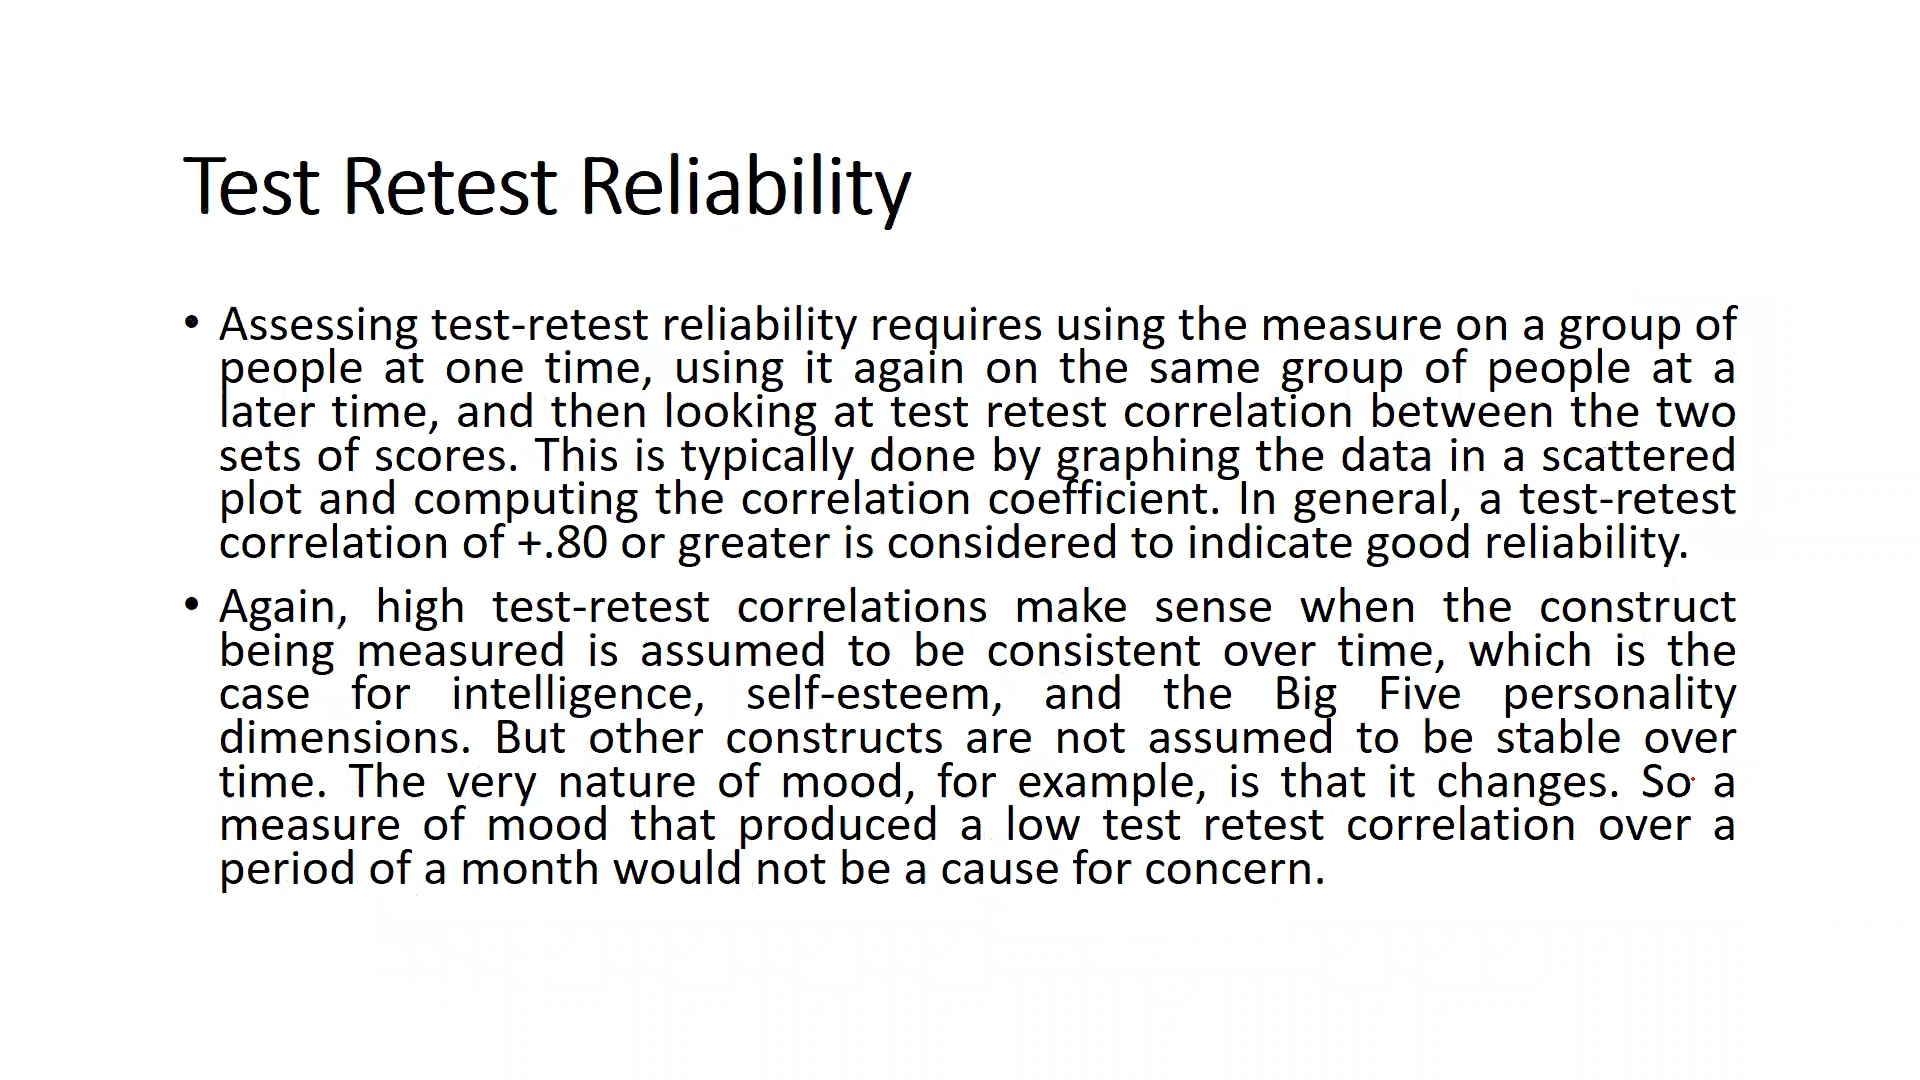 Test Retest Reliability
• Assessing test-retest reliability requires using the measure on a group of
people at one time, using it again on the same group of people at a
later time, and then looking at test retest correlation between the two
sets of scores. This is typically done by graphing the data in a scattered
plot and computing the correlation coefficient. In general, a test-retest
correlation of +.80 or greater is considered to indicate good reliability.
• Again, high test-retest correlations make sense when the construct
being measured is assumed to be consistent over time, which is the
case for intelligence, self-esteem, and the Big Five personality
dimensions. But other constructs are not assumed to be stable over
time. The very nature of mood, for example, is that it changes. So a
measure of mood that produced a low test retest correlation over a
period of a month would not be a cause for concern.